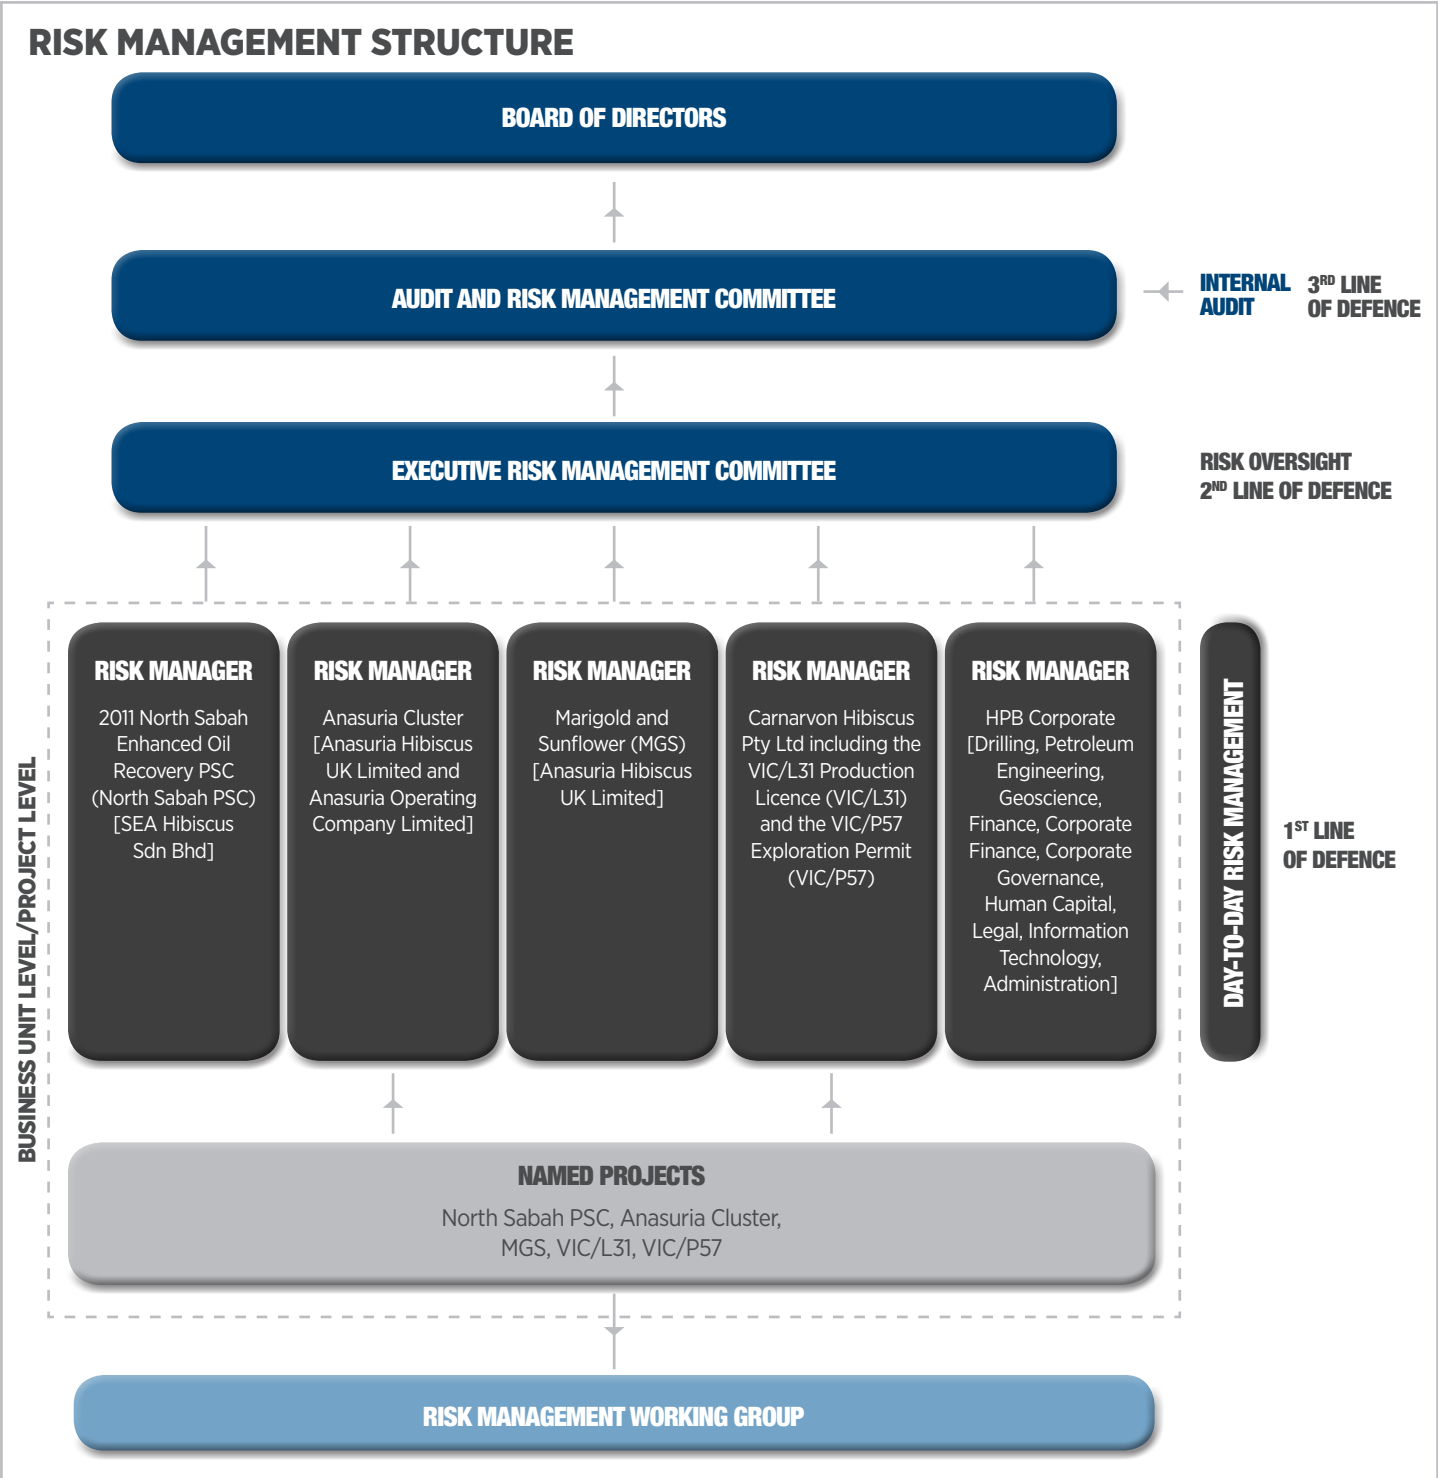 RISK MANAGEMENT STRUCTURE
BOARD OF DIRECTORS
AUDIT AND RISK MANAGEMENT COMMITTEE
INTERNAL
AUDIT
3RD LINE
OF DEFENCE
EXECUTIVE RISK MANAGEMENT COMMITTEE
RISK OVERSIGHT
2ND LINE OF DEFENCE
BUSINESS UNIT LEVEL/PROJECT LEVEL
RISK MANAGER
2011 North Sabah
Enhanced Oil
Recovery PSC
(North Sabah PSC)
[SEA Hibiscus
Sdn Bhd]
RISK MANAGER
Anasuria Cluster
[Anasuria Hibiscus
UK Limited and
Anasuria Operating
Company Limited]
RISK MANAGER
Marigold and
Sunflower (MGS)
[Anasuria Hibiscus
UK Limited]
RISK MANAGER
Carnarvon Hibiscus
Pty Ltd including the
VIC/L31 Production
Licence (VIC/L31)
and the VIC/P57
Exploration Permit
(VIC/P57)
RISK MANAGER
HPB Corporate
[Drilling, Petroleum
Engineering,
Geoscience,
Finance, Corporate
Finance, Corporate
Governance,
Human Capital,
Legal, Information
Technology,
Administration]
DAY-TO-DAY RISK MANAGEMENT
1ST LINE
OF DEFENCE
NAMED PROJECTS
North Sabah PSC, Anasuria Cluster,
MGS, VIC/L31, VIC/P57
RISK MANAGEMENT WORKING GROUP